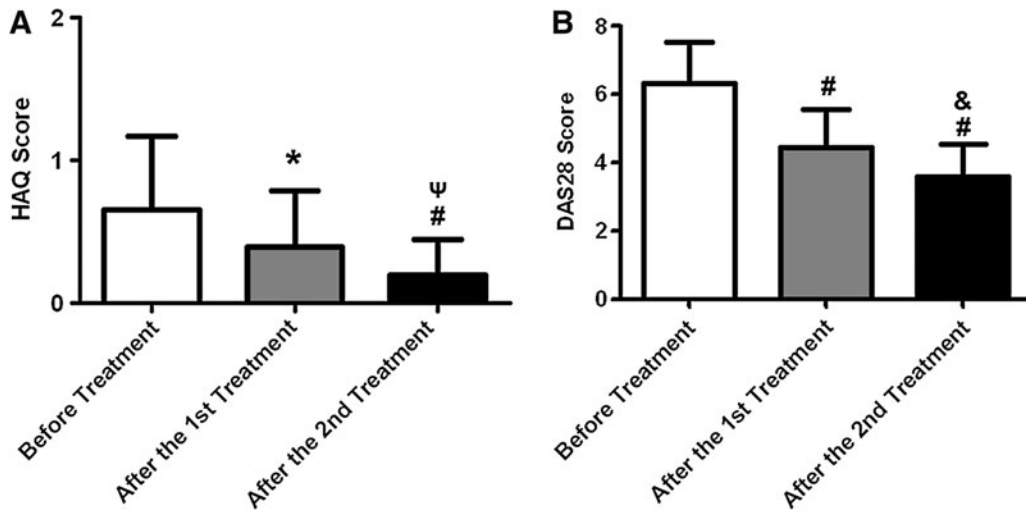 A
HAQ Score
2
1
0
*
Ψ
#
Before Treatment
After the 1st Treatment
After the 2nd Treatment
B
DAS28 Score
8
6
4
2
0
#
&
#
Before Treatment
After the 1st Treatment
After the 2nd Treatment